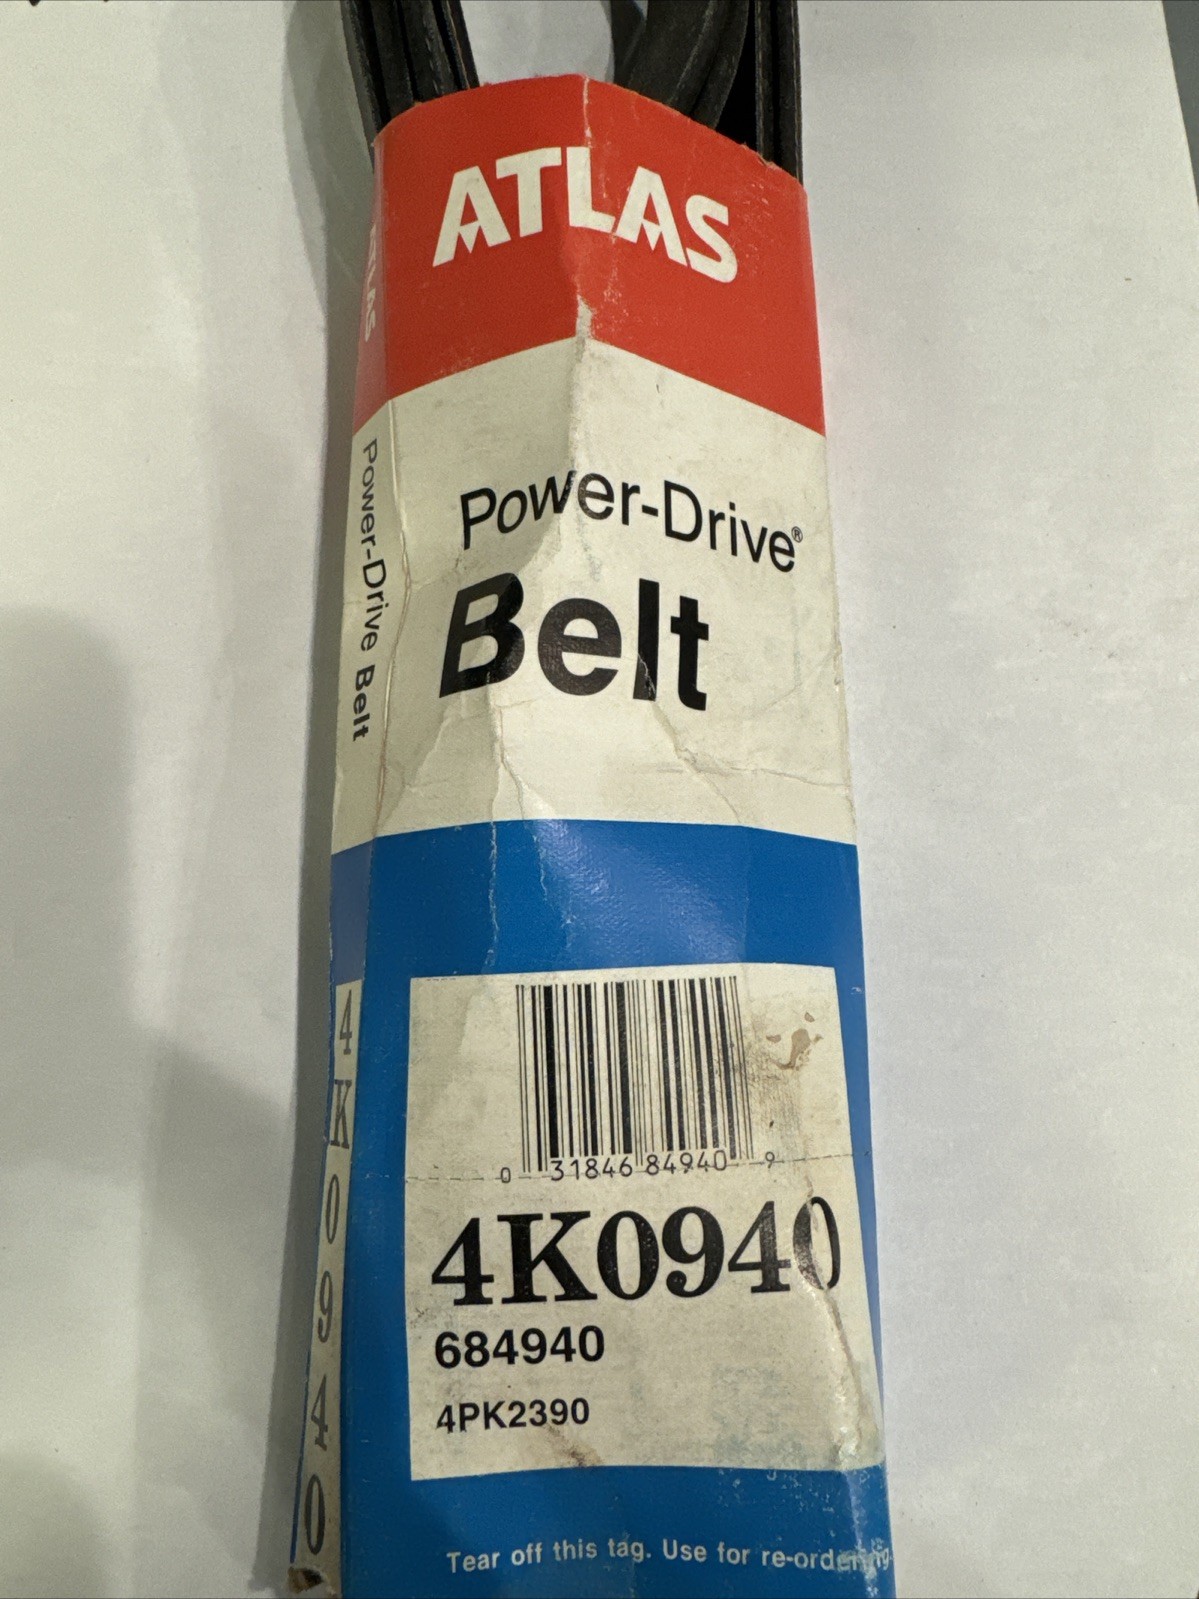 ATLAS
ATLAS
Power-Drive®
Belt
Power-Drive Belt
0 31846 84940 9
4K0940
684940
4PK2390
4K0940
Tear off this tag. Use for re-ordering